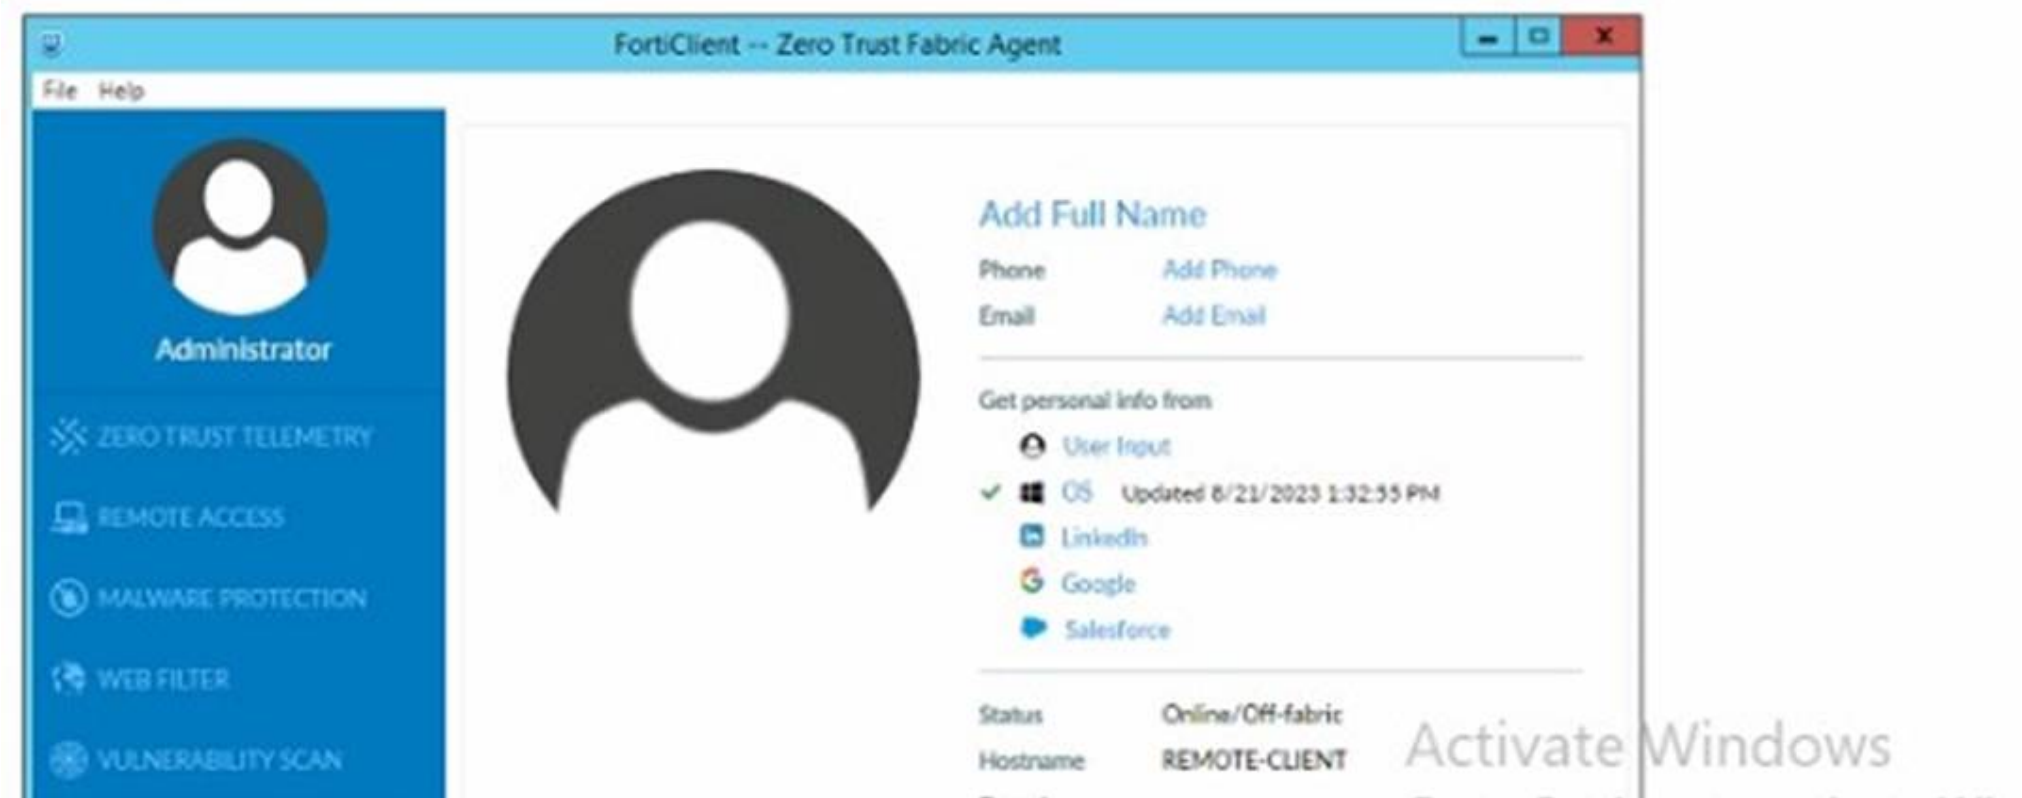 FortiClient -- Zero Trust Fabric Agent
File Help
Administrator
ZERO TRUST TELEMETRY
REMOTE ACCESS
MALWARE PROTECTION
WEB FILTER
VULNERABILITY SCAN
Add Full Name
Phone Add Phone
Email Add Email
Get personal info from
User Input
OS Updated 8/21/2023 1:32:55 PM
LinkedIn
Google
Salesforce
Status Online/Off-fabric
Hostname REMOTE-CLIENT
Activate Windows